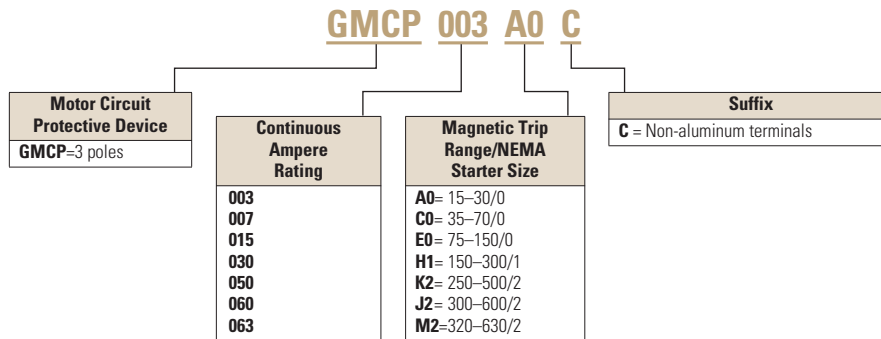 GMCP 003 A0 C
Motor Circuit
Protective Device
GMCP=3 poles
Continuous
Ampere
Rating
003
007
015
030
050
060
063
Magnetic Trip
Range/NEMA
Starter Size
A0= 15–30/0
C0= 35–70/0
E0= 75–150/0
H1= 150–300/1
K2= 250–500/2
J2= 300–600/2
M2=320–630/2
Suffix
C = Non-aluminum terminals